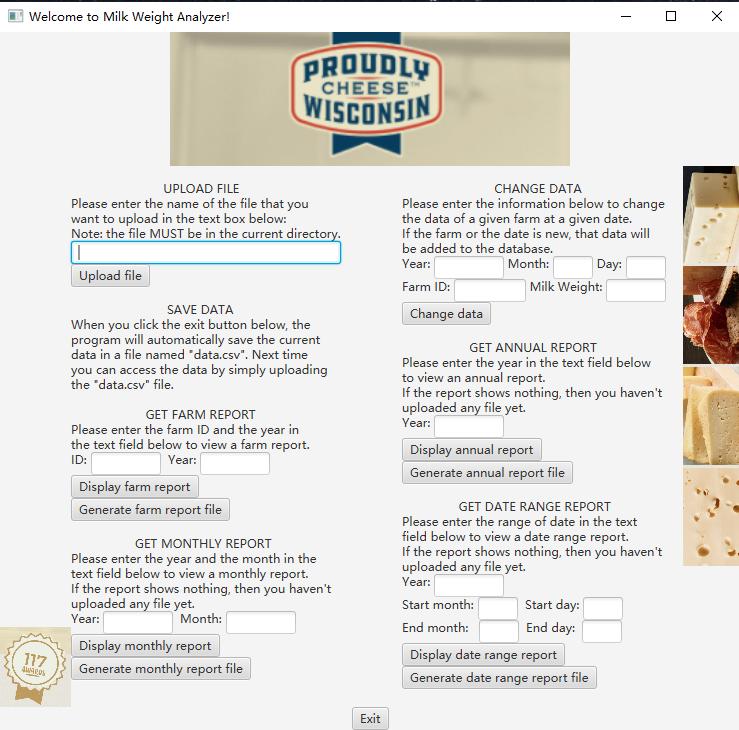 Welcome to Milk Weight Analyzer!
PROUDLY
CHEESE™
WISCONSIN
UPLOAD FILE
Please enter the name of the file that you
want to upload in the text box below:
Note: the file MUST be in the current directory.
Upload file
SAVE DATA
When you click the exit button below, the
program will automatically save the current
data in a file named "data.csv". Next time
you can access the data by simply uploading
the "data.csv" file.
GET FARM REPORT
Please enter the farm ID and the year in
the text field below to view a farm report.
ID: Year:
Display farm report
Generate farm report file
GET MONTHLY REPORT
Please enter the year and the month in the
text field below to view a monthly report.
If the report shows nothing, then you haven't
uploaded any file yet.
Year: Month:
Display monthly report
Generate monthly report file
117
AWARDS
CHANGE DATA
Please enter the information below to change
the data of a given farm at a given date.
If the farm or the date is new, that data will
be added to the database.
Year: Month: Day:
Farm ID: Milk Weight:
Change data
GET ANNUAL REPORT
Please enter the year in the text field below
to view an annual report.
If the report shows nothing, then you haven't
uploaded any file yet.
Year:
Display annual report
Generate annual report file
GET DATE RANGE REPORT
Please enter the range of date in the text
field below to view a date range report.
If the report shows nothing, then you haven't
uploaded any file yet.
Year:
Start month: Start day:
End month: End day:
Display date range report
Generate date range report file
Exit